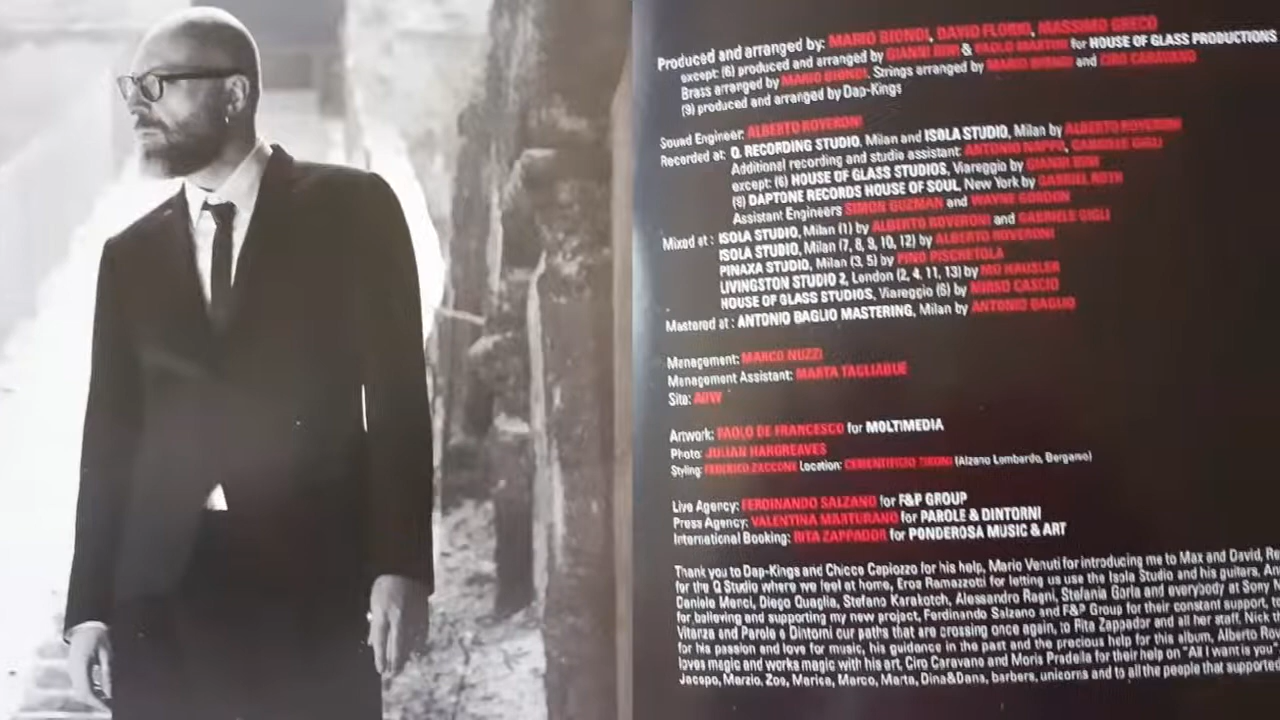 Produced and arranged by: MARIO BIONDI, DAVID FLORIO, MASSIMO GRECO
except: (6) produced and arranged by GIANNI BINI & PAOLO MARTINI for HOUSE OF GLASS PRODUCTIONS
Brass arranged by MARIO BIONDI. Strings arranged by MARIO BIONDI and CIRO CARAVANO
(9) produced and arranged by Dap-Kings
Sound Engineer: ALBERTO ROVERONI
Recorded at: Q. RECORDING STUDIO, Milan and ISOLA STUDIO, Milan by ALBERTO ROVERONI
Additional recording and studio assistant: ANTONIO NAPPO, GABRIELE GIGLI
except: (6) HOUSE OF GLASS STUDIOS, Viareggio by GIANNI BINI
(9) DAPTONE RECORDS HOUSE OF SOUL, New York by GABRIEL ROTH
Assistant Engineers SIMON GUZMAN and WAYNE GORDON
Mixed at: ISOLA STUDIO, Milan (1) by ALBERTO ROVERONI and GABRIELE GIGLI
ISOLA STUDIO, Milan (7, 8, 9, 10, 12) by ALBERTO ROVERONI
PINAXA STUDIO, Milan (3, 5) by PINO PISCHETOLA
LIVINGSTON STUDIO 2, London (2, 4, 11, 13) by MO HAUSLER
HOUSE OF GLASS STUDIOS, Viareggio (6) by MIRKO CASCIO
Mastered at: ANTONIO BAGLIO MASTERING, Milan by ANTONIO BAGLIO
Management: MARCO NUZZI
Management Assistant: MARTA TAGLIABUE
Site: ADW
Artwork: PAOLO DE FRANCESCO for MOLTIMEDIA
Photo: JULIAN HARGREAVES
Styling: FEDERICO ZACCONE Location: CEMENTIFICIO (Alzano Lombardo, Bergamo)
Live Agency: FERDINANDO SALZANO for F&P GROUP
Press Agency: VALENTINA MARTURANO for PAROLE & DINTORNI
International Booking: RITA ZAPPADOR for PONDEROSA MUSIC & ART
Thank you to Dap-Kings and Chicco Capiozzo for his help, Mario Venuti for introducing me to Max and David, Re
for the Q Studio where we feel at home, Eros Ramazzotti for letting us use the Isola Studio and his guitars, An
Daniele Menci, Diego Quaglia, Stefano Karakotch, Alessandro Ragni, Stefania Gorla and everybody at Sony M
for believing and supporting my new project, Ferdinando Salzano and F&P Group for their constant support, to
Vitarza and Parole e Dintorni our paths that are crossing once again, to Rita Zappador and all her staff, Nick th
for his passion and love for music, his guidance in the past and the precious help for this album, Alberto Rov
loves magic and works magic with his art, Ciro Caravano and Moris Pradella for their help on "All I want is you"
Jacopo, Marzio, Zoe, Marica, Marco, Marta, Dina&Dana, barbera, unicorns and to all the people that supported